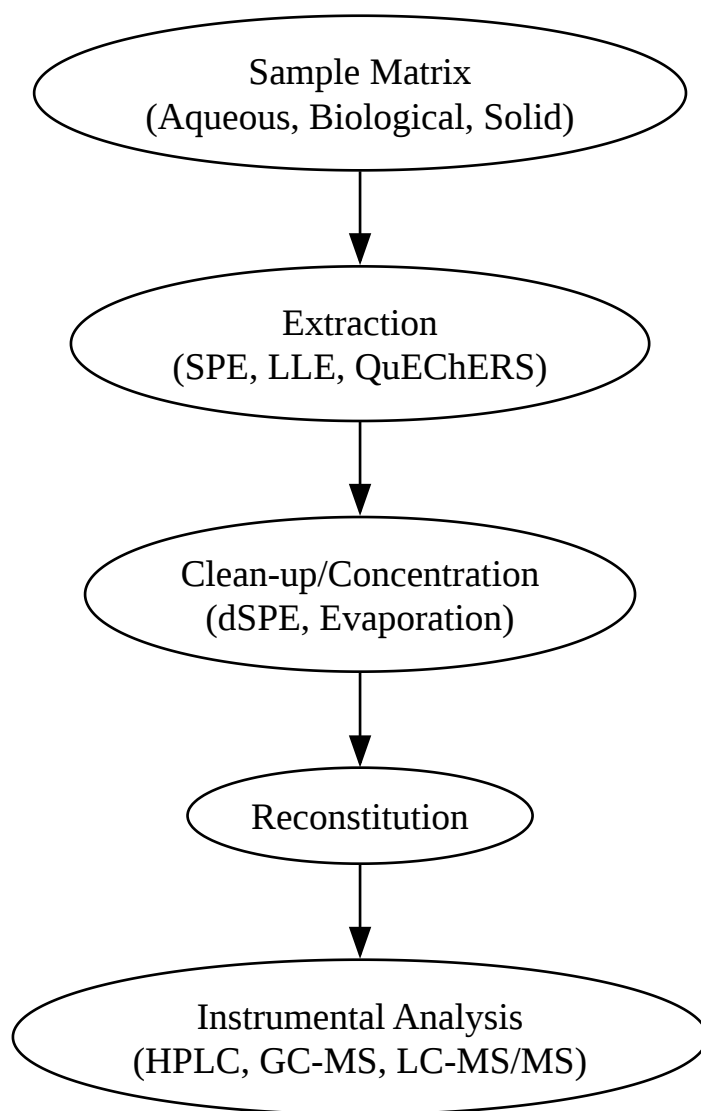 Sample Matrix
(Aqueous, Biological, Solid)
Extraction
(SPE, LLE, QuEChERS)
Clean-up/Concentration
(dSPE, Evaporation)
Reconstitution
Instrumental Analysis
(HPLC, GC-MS, LC-MS/MS)